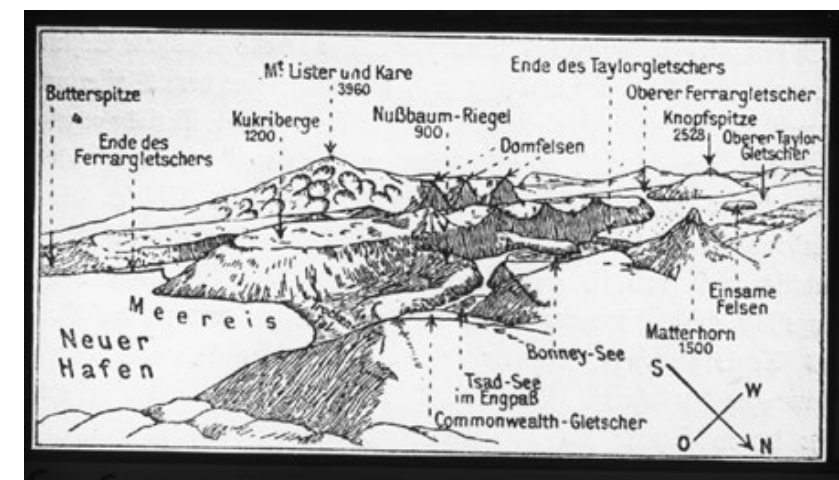 Mt Lister und Kare
3960
Ende des Taylorgletschers
Butterspitze
Oberer Ferrargletscher
Kukriberge
1200
Nußbaum-Riegel
900
Knopfspitze
2528
Ende des
Ferrargletschers
Domfelsen
Oberer Taylor-
Gletscher
Meereis
Neuer
Hafen
Einsame
Felsen
Matterhorn
1500
Bonney-See
Tsad-See
im Engpaß
Commonwealth-Gletscher
S
W
O
N